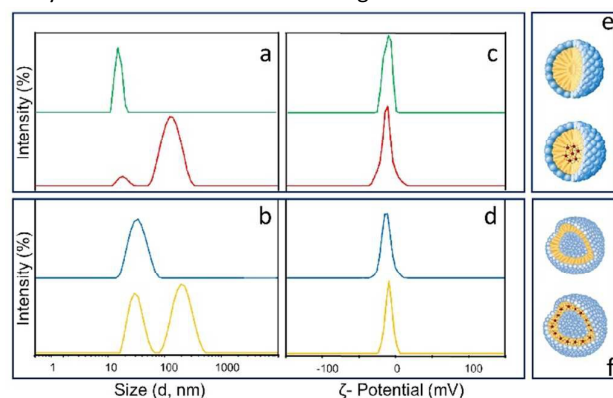 a
c
e
Intensity (%)
b
d
Intensity (%)
1 10 100 1000
-100 0 100
f
Size (d, nm)
ζ- Potential (mV)